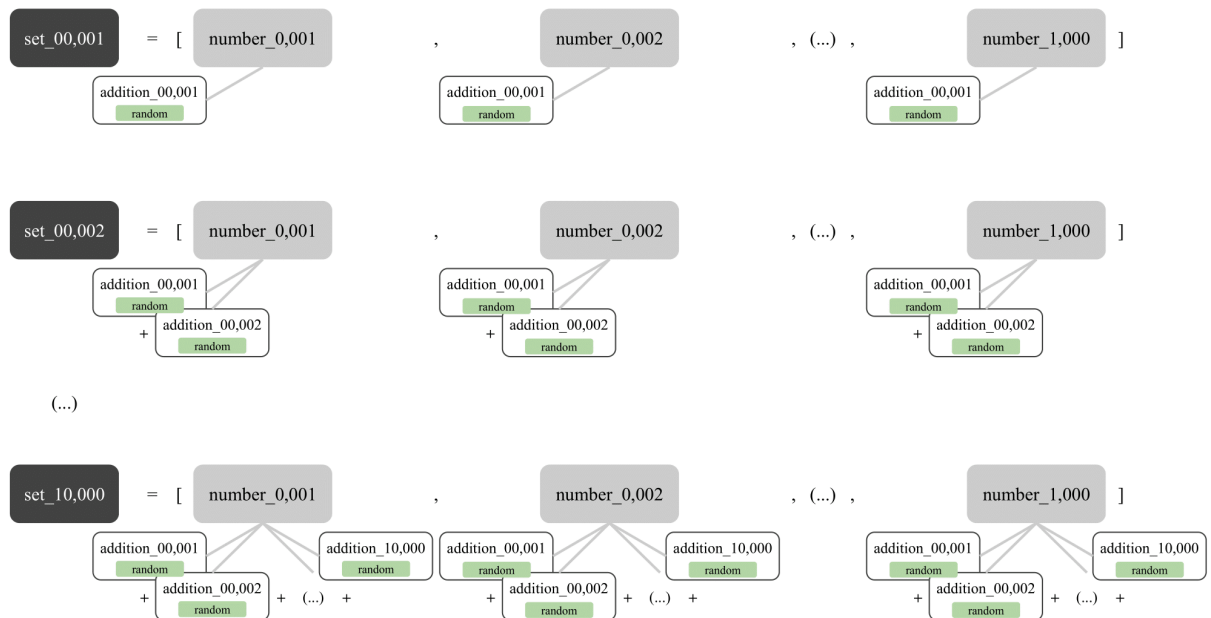 set_00,001 = [ number_0,001 , number_0,002 , (...) , number_1,000 ]
addition_00,001 addition_00,001 addition_00,001
random random random
set_00,002 = [ number_0,001 , number_0,002 , (...) , number_1,000 ]
addition_00,001 addition_00,001 addition_00,001
random random random
+ addition_00,002 + addition_00,002 + addition_00,002
random random random
(...)
set_10,000 = [ number_0,001 , number_0,002 , (...) , number_1,000 ]
addition_00,001 addition_10,000 addition_00,001 addition_10,000 addition_00,001 addition_10,000
random random random random random random
+ addition_00,002 + (...) + + addition_00,002 + (...) + + addition_00,002 + (...) +
random random random